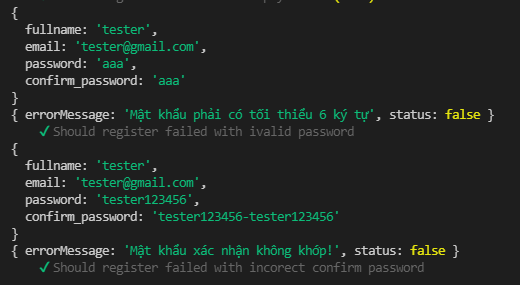 {
fullname: 'tester',
email: 'tester@gmail.com',
password: 'aaa',
confirm_password: 'aaa'
}
{ errorMessage: 'Mật khẩu phải có tối thiểu 6 ký tự', status: false }
✔ Should register failed with ivalid password
{
fullname: 'tester',
email: 'tester@gmail.com',
password: 'tester123456',
confirm_password: 'tester123456-tester123456'
}
{ errorMessage: 'Mật khẩu xác nhận không khớp!', status: false }
✔ Should register failed with incorect confirm password